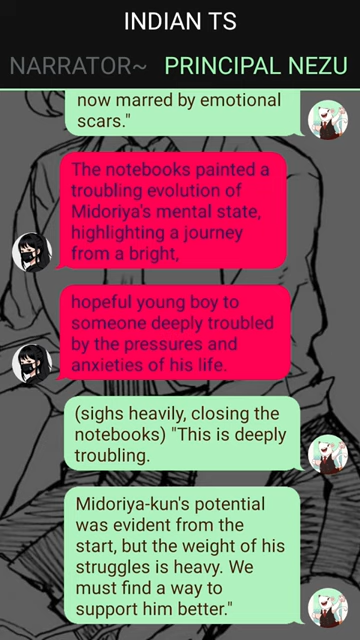 INDIAN TS
NARRATOR~ PRINCIPAL NEZU
now marred by emotional
scars."
The notebooks painted a
troubling evolution of
Midoriya's mental state,
highlighting a journey
from a bright,
hopeful young boy to
someone deeply troubled
by the pressures and
anxieties of his life.
(sighs heavily, closing the
notebooks) "This is deeply
troubling.
Midoriya-kun's potential
was evident from the
start, but the weight of his
struggles is heavy. We
must find a way to
support him better."